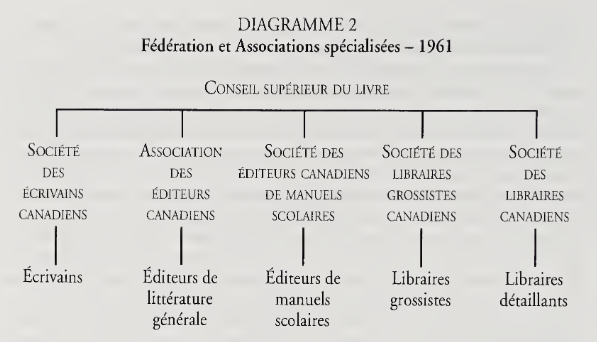 DIAGRAMME 2
Fédération et Associations spécialisées – 1961
CONSEIL SUPÉRIEUR DU LIVRE
SOCIÉTÉ
DES
ÉCRIVAINS
CANADIENS
ASSOCIATION
DES
ÉDITEURS
CANADIENS
SOCIÉTÉ DES
ÉDITEURS CANADIENS
DE MANUELS
SCOLAIRES
SOCIÉTÉ DES
LIBRAIRES
GROSSISTES
CANADIENS
SOCIÉTÉ
DES
LIBRAIRES
CANADIENS
Écrivains
Éditeurs de
littérature
générale
Éditeurs de
manuels
scolaires
Libraires
grossistes
Libraires
détaillants